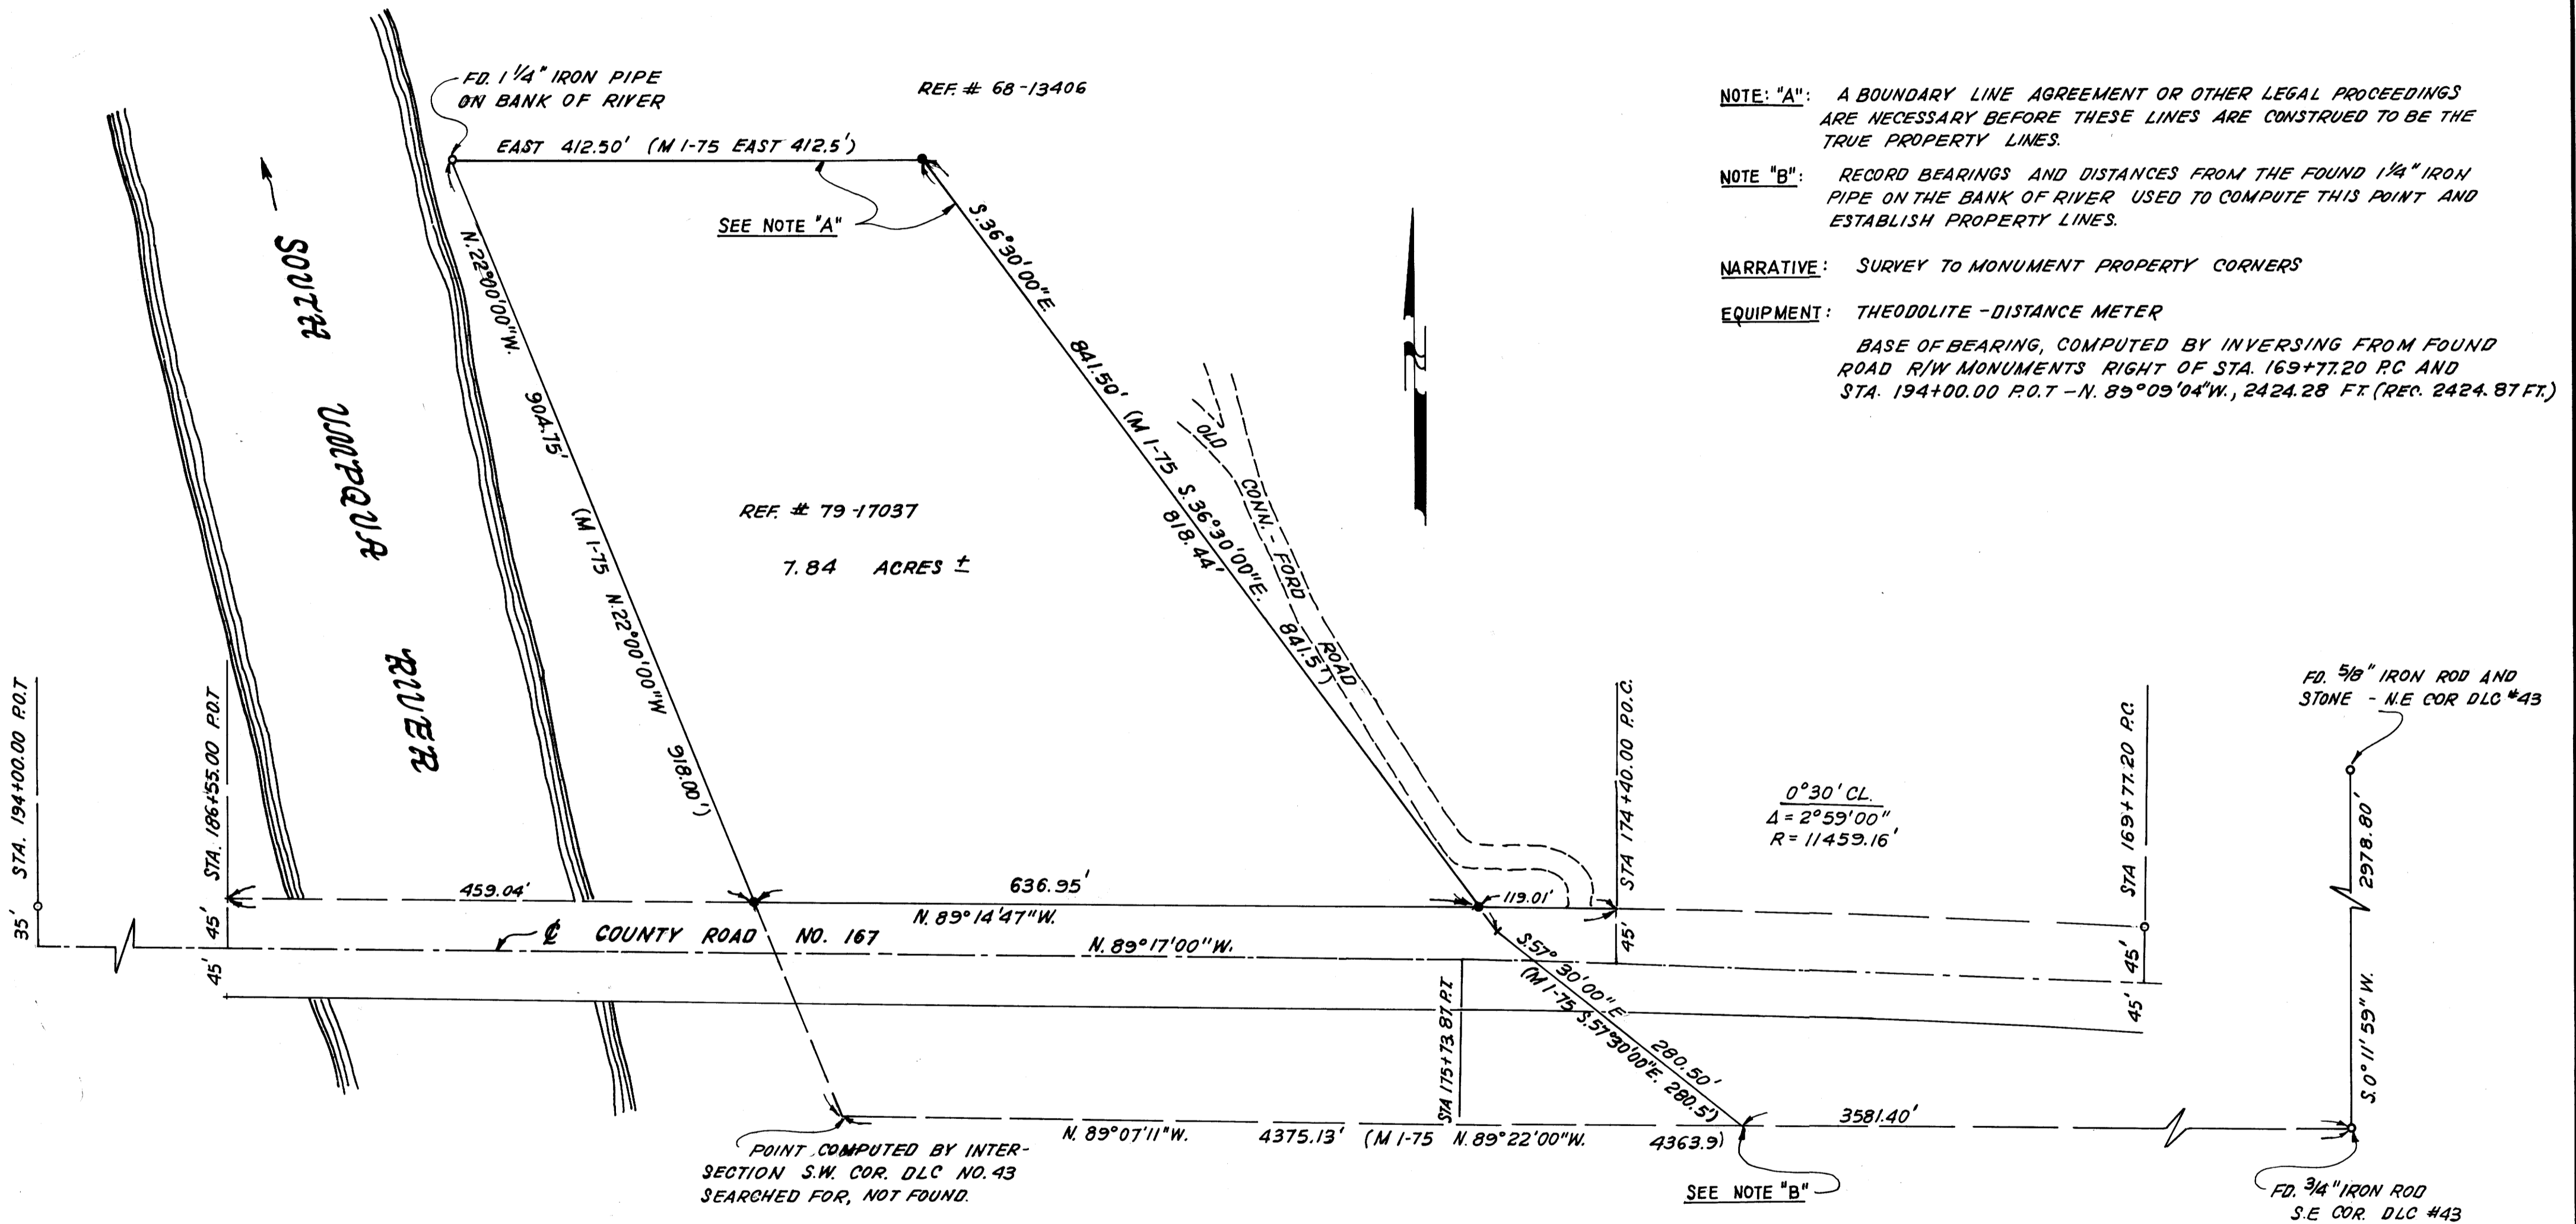 FD. 1 1/4" IRON PIPE
ON BANK OF RIVER
REF. # 68-13406
EAST 412.50' (M 1-75 EAST 412.5')
SEE NOTE "A"
NOTE: "A": A BOUNDARY LINE AGREEMENT OR OTHER LEGAL PROCEEDINGS
ARE NECESSARY BEFORE THESE LINES ARE CONSTRUED TO BE THE
TRUE PROPERTY LINES.
NOTE "B": RECORD BEARINGS AND DISTANCES FROM THE FOUND 1 1/4" IRON
PIPE ON THE BANK OF RIVER USED TO COMPUTE THIS POINT AND
ESTABLISH PROPERTY LINES.
NARRATIVE: SURVEY TO MONUMENT PROPERTY CORNERS
EQUIPMENT: THEODOLITE - DISTANCE METER
BASE OF BEARING, COMPUTED BY INVERSING FROM FOUND
ROAD R/W MONUMENTS RIGHT OF STA. 169+77.20 P.C AND
STA. 194+00.00 P.O.T - N. 89°09'04"W., 2424.28 FT. (REC. 2424.87 FT.)
SOUTH UMPQUA RIVER
N. 22°00'00"W. 904.75' (M 1-75 N. 22°00'00"W 918.00')
S. 36°30'00"E. 841.50' (M 1-75 S. 36°30'00"E. 841.5')
818.44'
REF. # 79-17037
7.84 ACRES ±
OLD CONN. - FORD ROAD
STA. 194+00.00 P.O.T
35'
STA. 186+55.00 P.O.T
45'
45'
459.04'
636.95'
N. 89°14'47"W.
119.01'
STA 174+40.00 P.O.C.
45'
0°30' CL.
Δ = 2°59'00"
R = 11459.16'
STA 169+77.20 P.C.
45'
45'
FD. 5/8" IRON ROD AND
STONE - N.E COR DLC #43
2978.80'
S. 0°11'59"W.
℄ COUNTY ROAD NO. 167
N. 89°17'00"W.
STA 175+73.87 P.I
S. 57°30'00"E 280.50'
(M 1-75 S. 57°30'00"E. 280.5')
N. 89°07'11"W. 4375.13' (M 1-75 N. 89°22'00"W. 4363.9)
3581.40'
POINT COMPUTED BY INTER-
SECTION S.W. COR. DLC NO. 43
SEARCHED FOR, NOT FOUND.
SEE NOTE "B"
FD. 3/4" IRON ROD
S.E COR. DLC #43